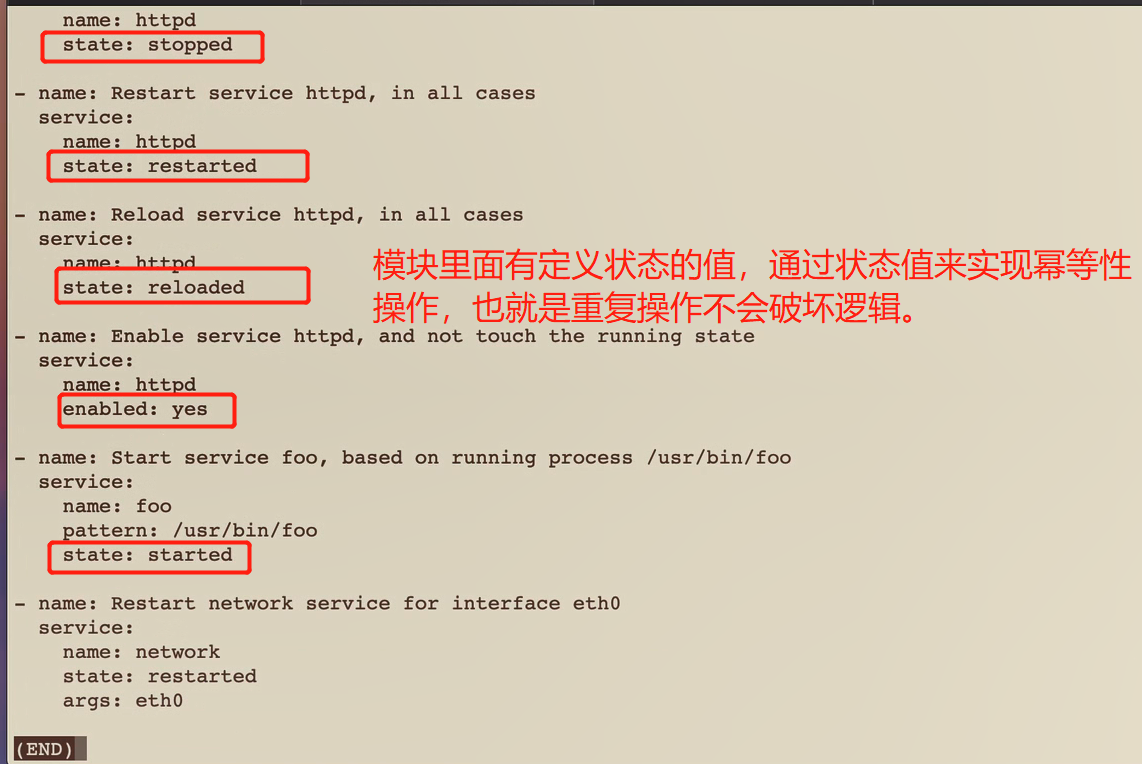 name: httpd
state: stopped
- name: Restart service httpd, in all cases
service:
name: httpd
state: restarted
- name: Reload service httpd, in all cases
service:
name: httpd
state: reloaded
模块里面有定义状态的值，通过状态值来实现幂等性
操作，也就是重复操作不会破坏逻辑。
- name: Enable service httpd, and not touch the running state
service:
name: httpd
enabled: yes
- name: Start service foo, based on running process /usr/bin/foo
service:
name: foo
pattern: /usr/bin/foo
state: started
- name: Restart network service for interface eth0
service:
name: network
state: restarted
args: eth0
(END)